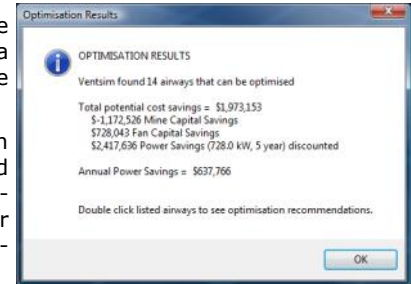 e
a
e
n
d
-
r
-
Optimisation Results
OPTIMISATION RESULTS
Ventsim found 14 airways that can be optimised
Total potential cost savings = $1,973,153
$-1,172,526 Mine Capital Savings
$728,043 Fan Capital Savings
$2,417,636 Power Savings (728.0 kW, 5 year) discounted
Annual Power Savings = $637,766
Double click listed airways to see optimisation recommendations.
OK